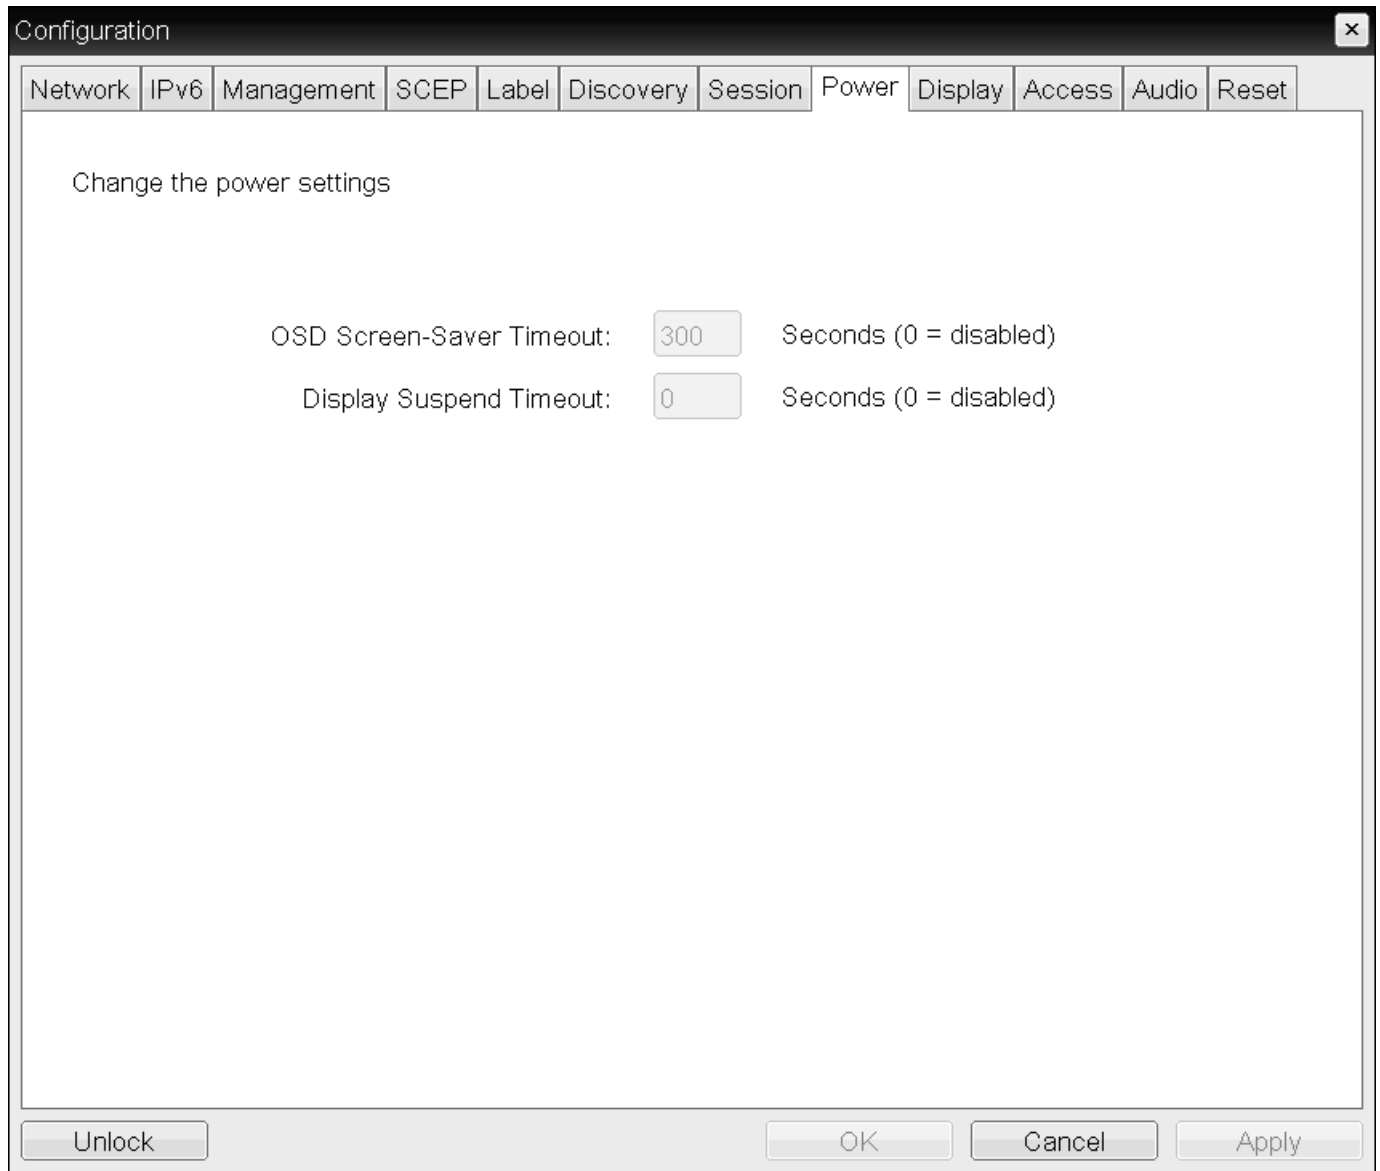 Configuration
Network IPv6 Management SCEP Label Discovery Session Power Display Access Audio Reset
Change the power settings
OSD Screen-Saver Timeout: 300 Seconds (0 = disabled)
Display Suspend Timeout: 0 Seconds (0 = disabled)
Unlock OK Cancel Apply